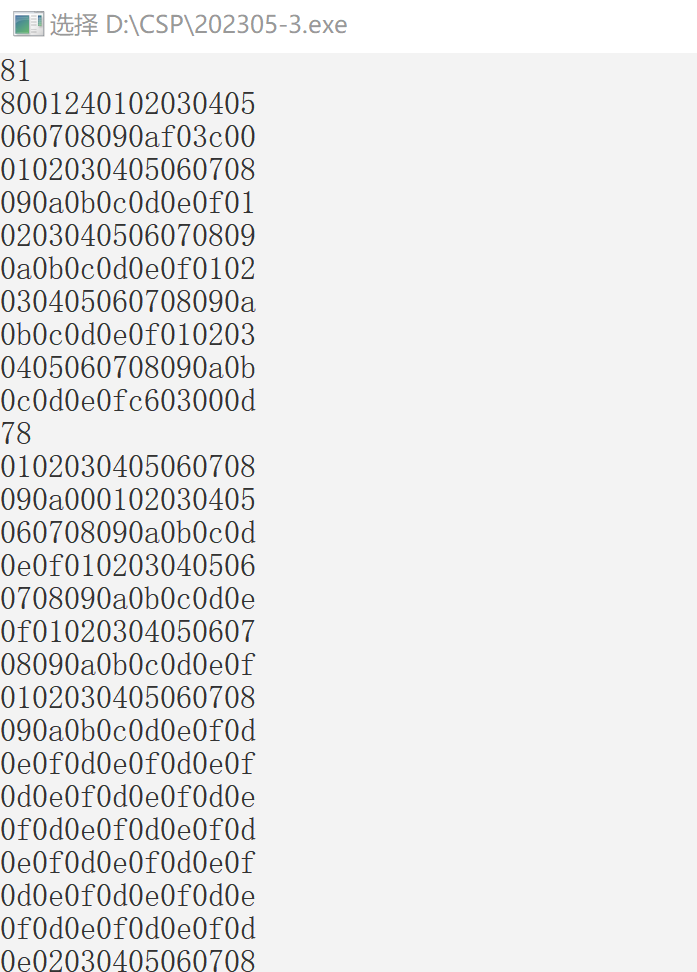 选择 D:\CSP\202305-3.exe
81
8001240102030405
060708090af03c00
0102030405060708
090a0b0c0d0e0f01
0203040506070809
0a0b0c0d0e0f0102
030405060708090a
0b0c0d0e0f010203
0405060708090a0b
0c0d0e0fc603000d
78
0102030405060708
090a000102030405
060708090a0b0c0d
0e0f010203040506
0708090a0b0c0d0e
0f01020304050607
08090a0b0c0d0e0f
0102030405060708
090a0b0c0d0e0f0d
0e0f0d0e0f0d0e0f
0d0e0f0d0e0f0d0e
0f0d0e0f0d0e0f0d
0e0f0d0e0f0d0e0f
0d0e0f0d0e0f0d0e
0f0d0e0f0d0e0f0d
0e02030405060708